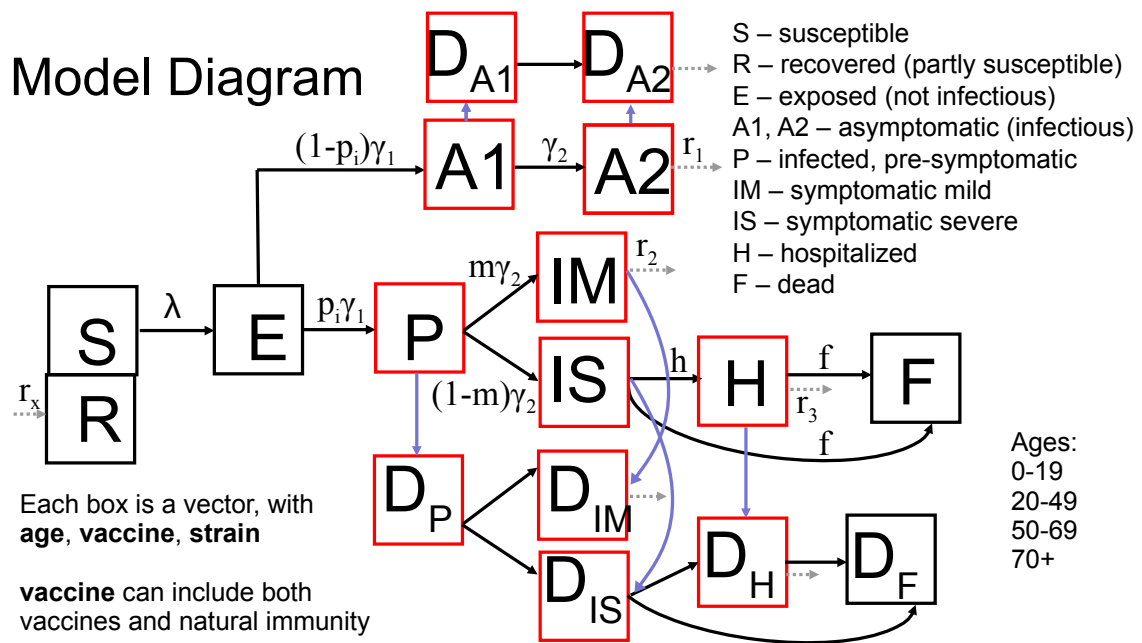 Model Diagram
D_A1
D_A2
S – susceptible
R – recovered (partly susceptible)
E – exposed (not infectious)
A1, A2 – asymptomatic (infectious)
P – infected, pre-symptomatic
IM – symptomatic mild
IS – symptomatic severe
H – hospitalized
F – dead
(1-p_i)γ_1
A1
γ_2
A2
r_1
mγ_2
IM
r_2
λ
S
E
p_iγ_1
P
(1-m)γ_2
IS
h
H
f
r_3
F
f
r_x
R
D_P
D_IM
D_IS
D_H
D_F
Each box is a vector, with
age, vaccine, strain
vaccine can include both
vaccines and natural immunity
Ages:
0-19
20-49
50-69
70+